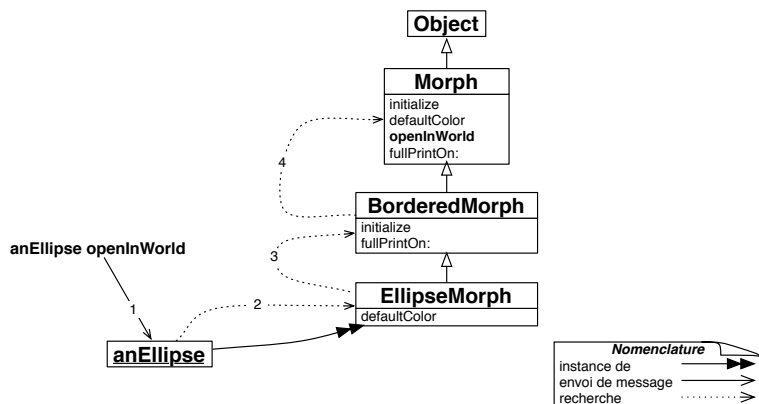 Object
Morph
initialize
defaultColor
openInWorld
fullPrintOn:
4
BorderedMorph
initialize
fullPrintOn:
anEllipse openInWorld
3
EllipseMorph
defaultColor
1
2
anEllipse
Nomenclature
instance de
envoi de message
recherche